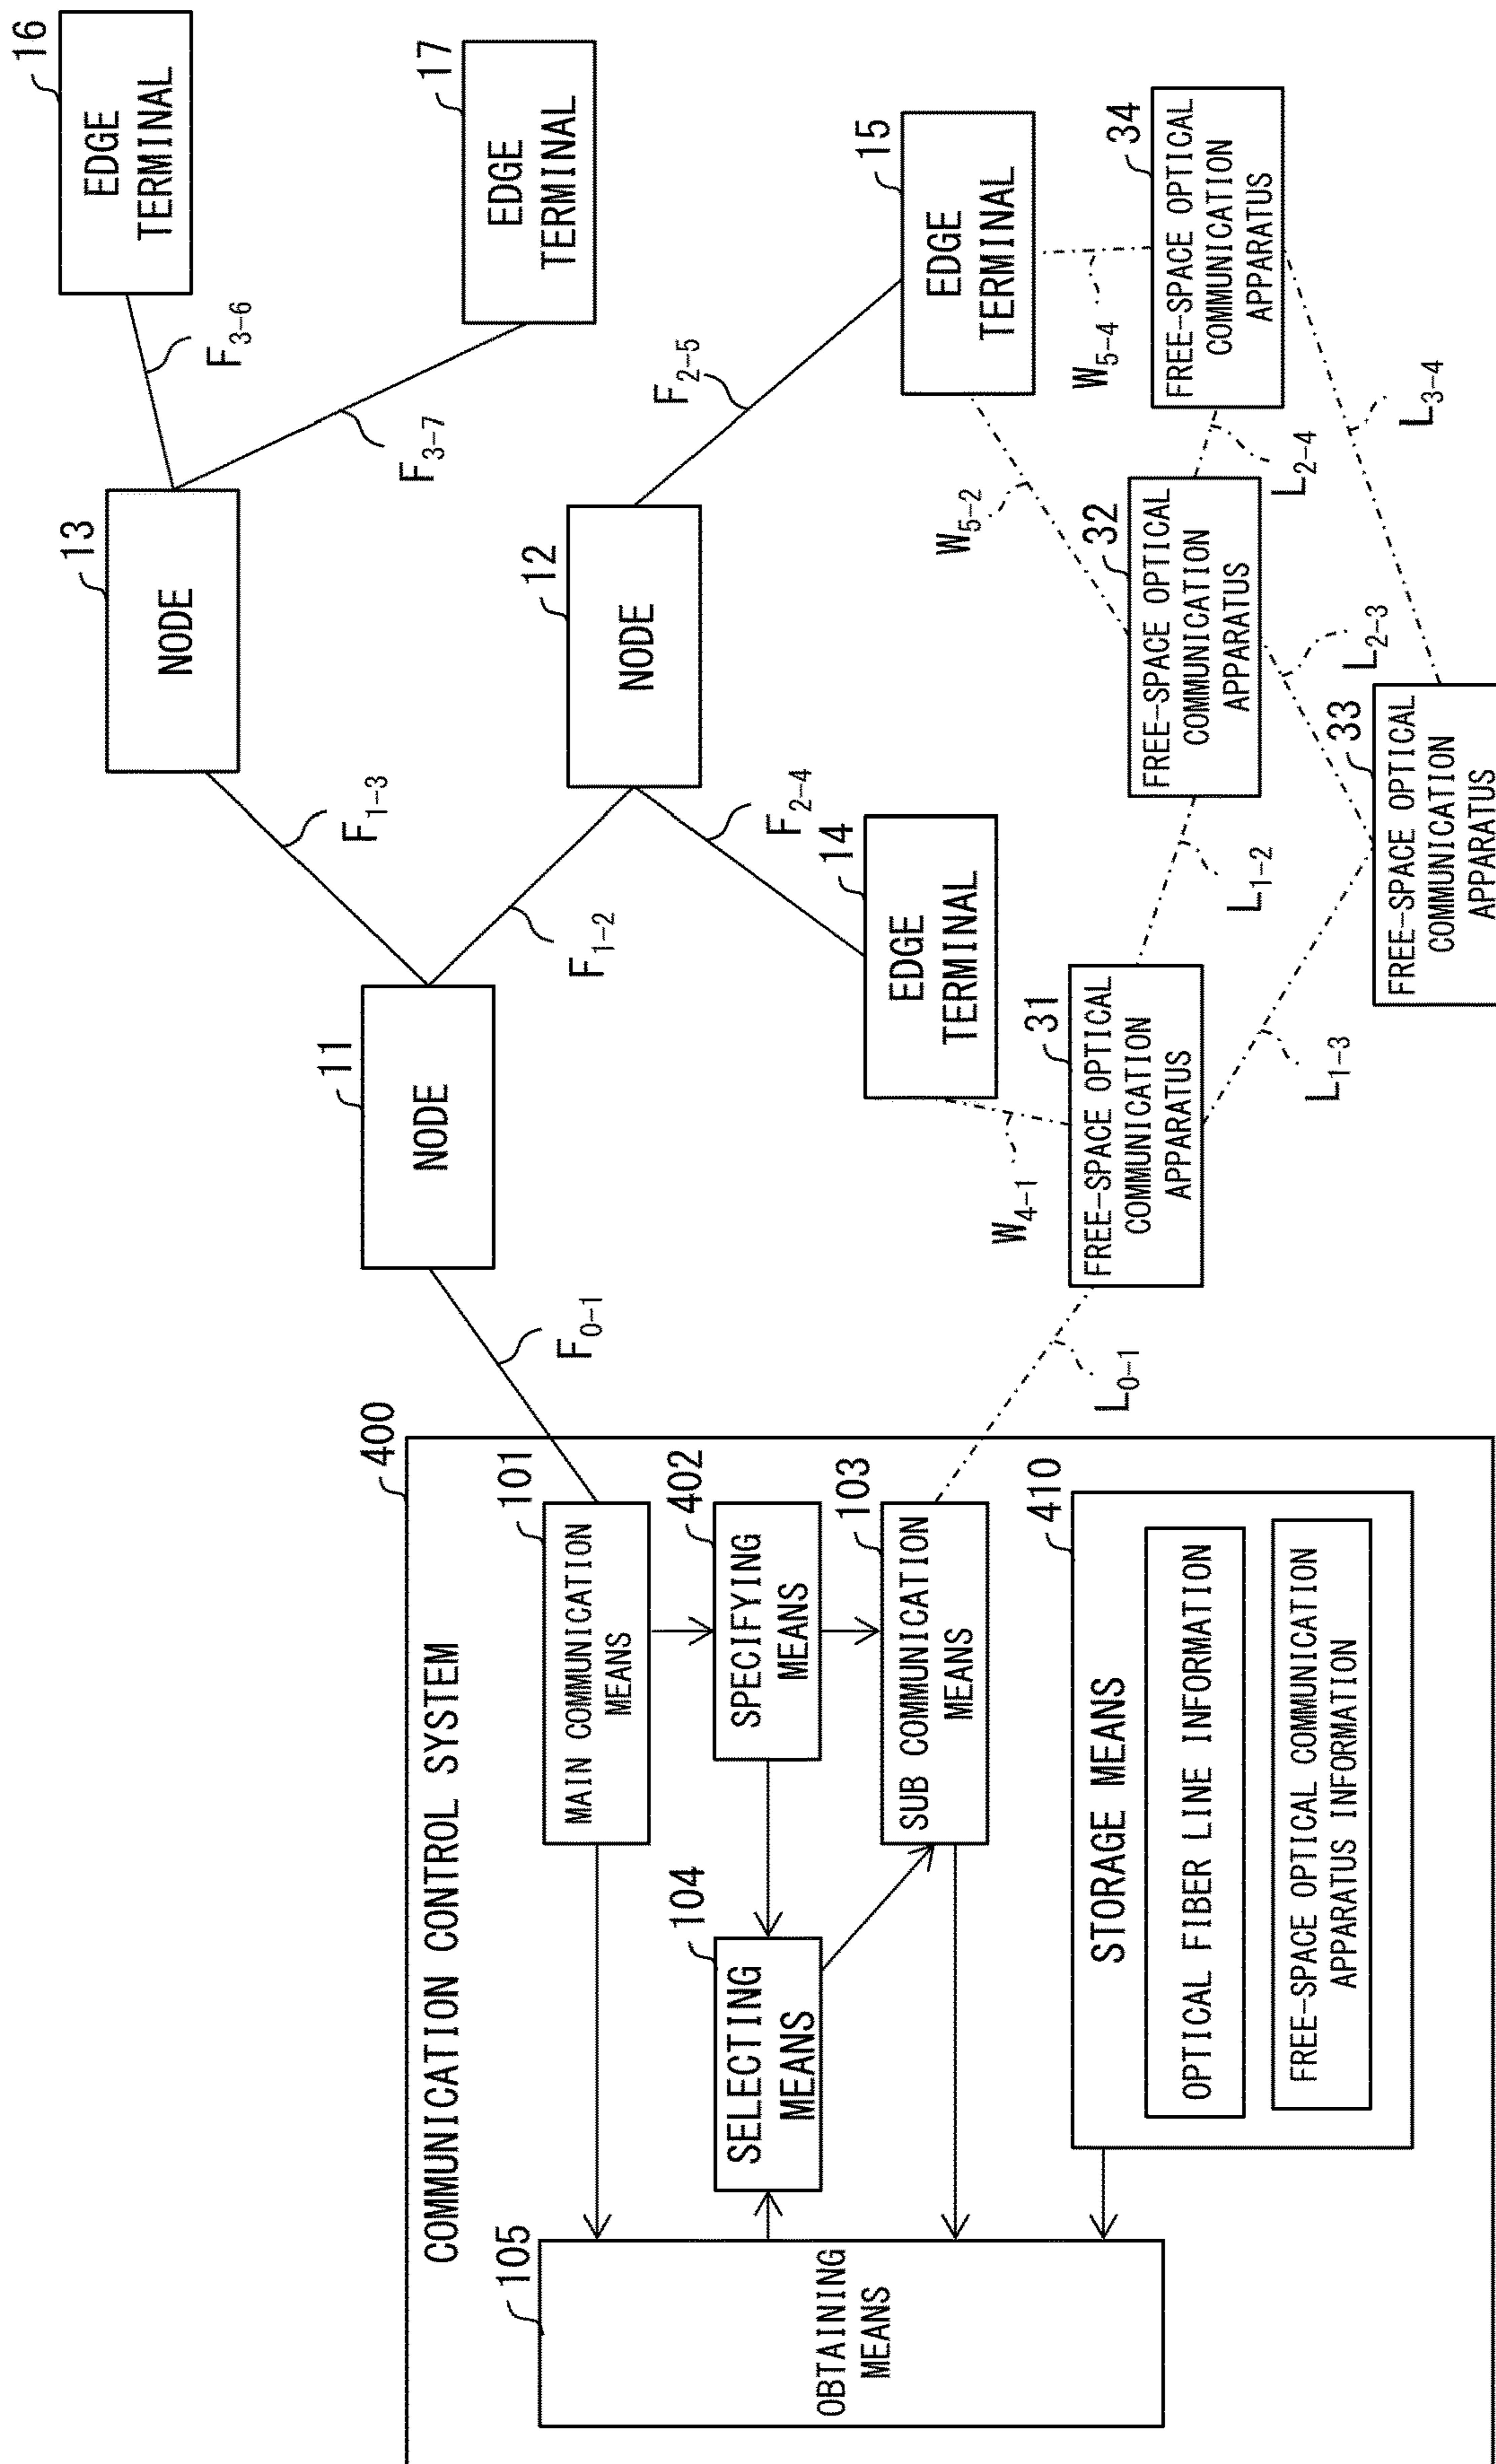 400
COMMUNICATION CONTROL SYSTEM
105
OBTAINING
MEANS
101
MAIN COMMUNICATION
MEANS
104
SELECTING
MEANS
402
SPECIFYING
MEANS
103
SUB COMMUNICATION
MEANS
410
STORAGE MEANS
OPTICAL FIBER LINE INFORMATION
FREE-SPACE OPTICAL COMMUNICATION
APPARATUS INFORMATION
F0-1
L0-1
11
NODE
F1-3
F1-2
13
NODE
F3-6
F3-7
16
EDGE
TERMINAL
17
EDGE
TERMINAL
12
NODE
F2-4
F2-5
14
EDGE
TERMINAL
15
EDGE
TERMINAL
W4-1
W5-2
W5-4
31
FREE-SPACE OPTICAL
COMMUNICATION
APPARATUS
L1-2
L1-3
32
FREE-SPACE OPTICAL
COMMUNICATION
APPARATUS
L2-4
L2-3
34
FREE-SPACE OPTICAL
COMMUNICATION
APPARATUS
L3-4
33
FREE-SPACE OPTICAL
COMMUNICATION
APPARATUS